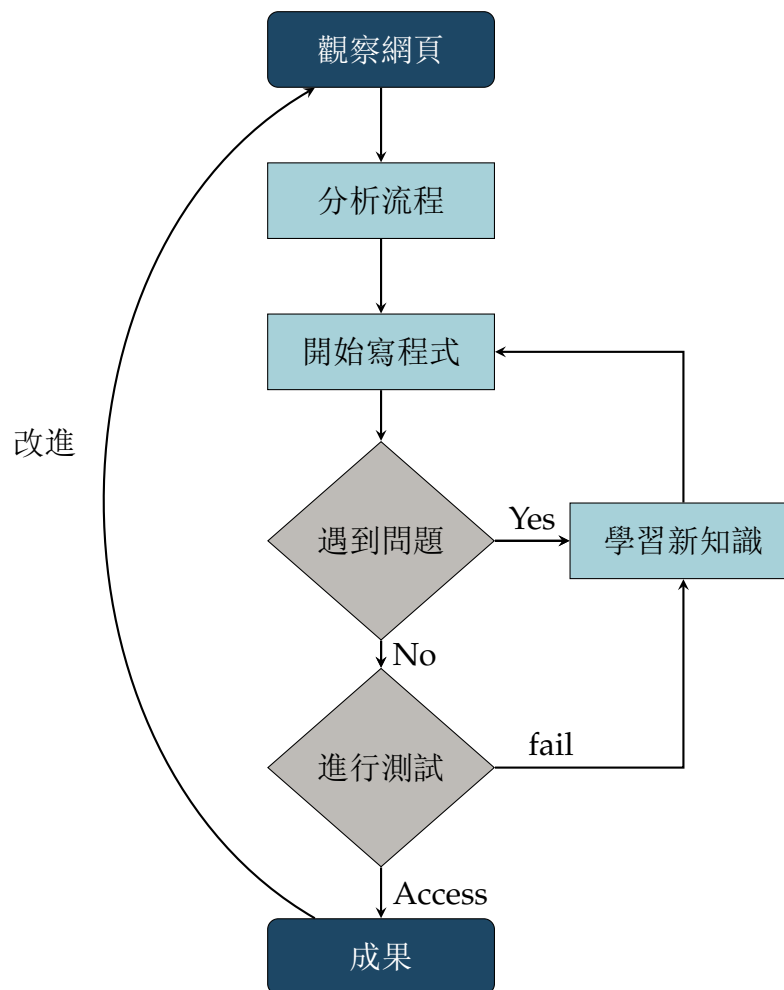 觀察網頁
分析流程
開始寫程式
改進
遇到問題
Yes
學習新知識
No
進行測試
fail
Access
成果